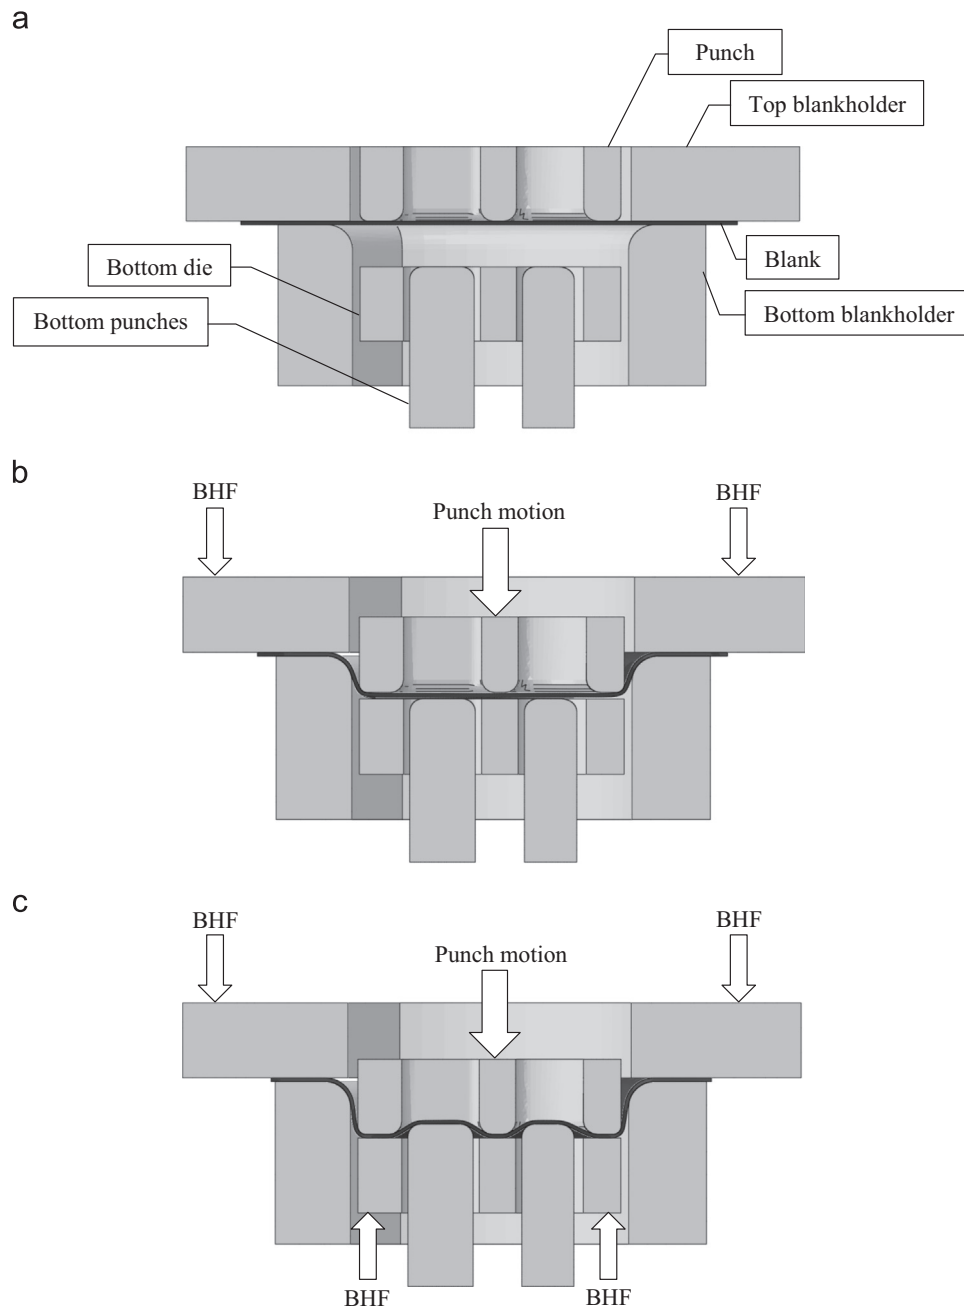 a
Punch
Top blankholder
Bottom die
Blank
Bottom punches
Bottom blankholder
b
BHF
BHF
Punch motion
c
BHF
BHF
Punch motion
BHF
BHF